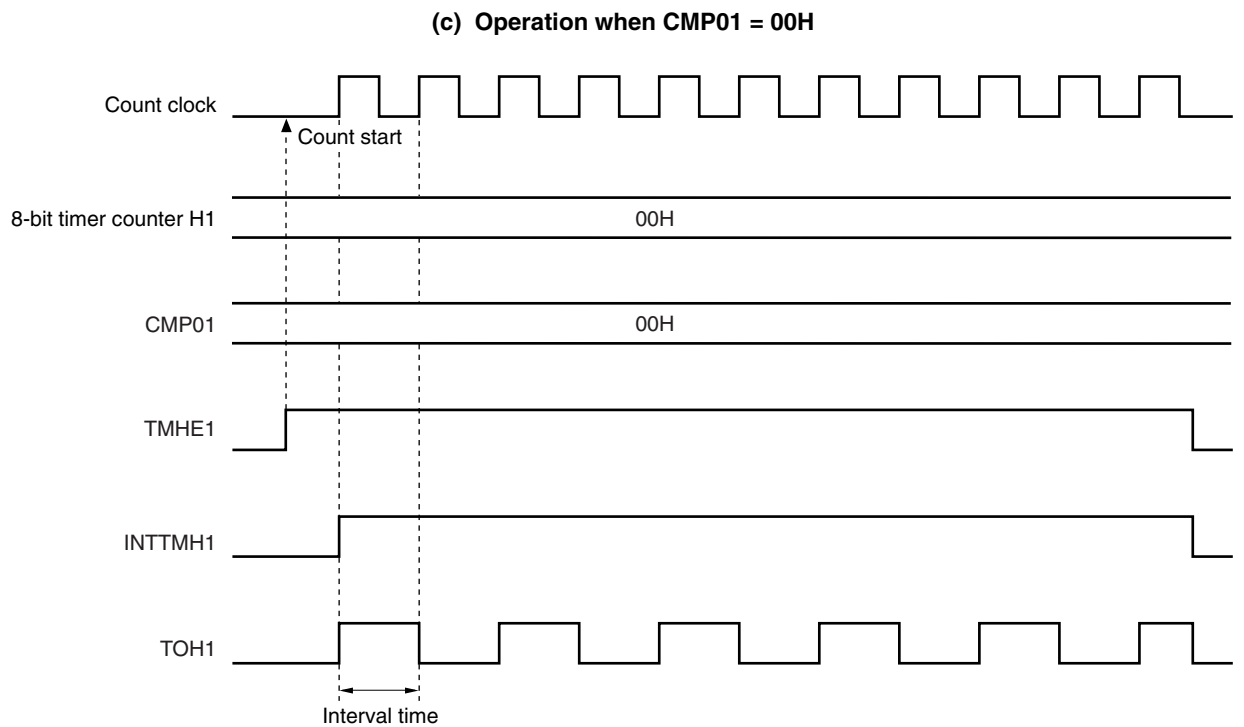 (c) Operation when CMP01 = 00H
Count clock
Count start
8-bit timer counter H1
00H
CMP01
00H
TMHE1
INTTMH1
TOH1
Interval time